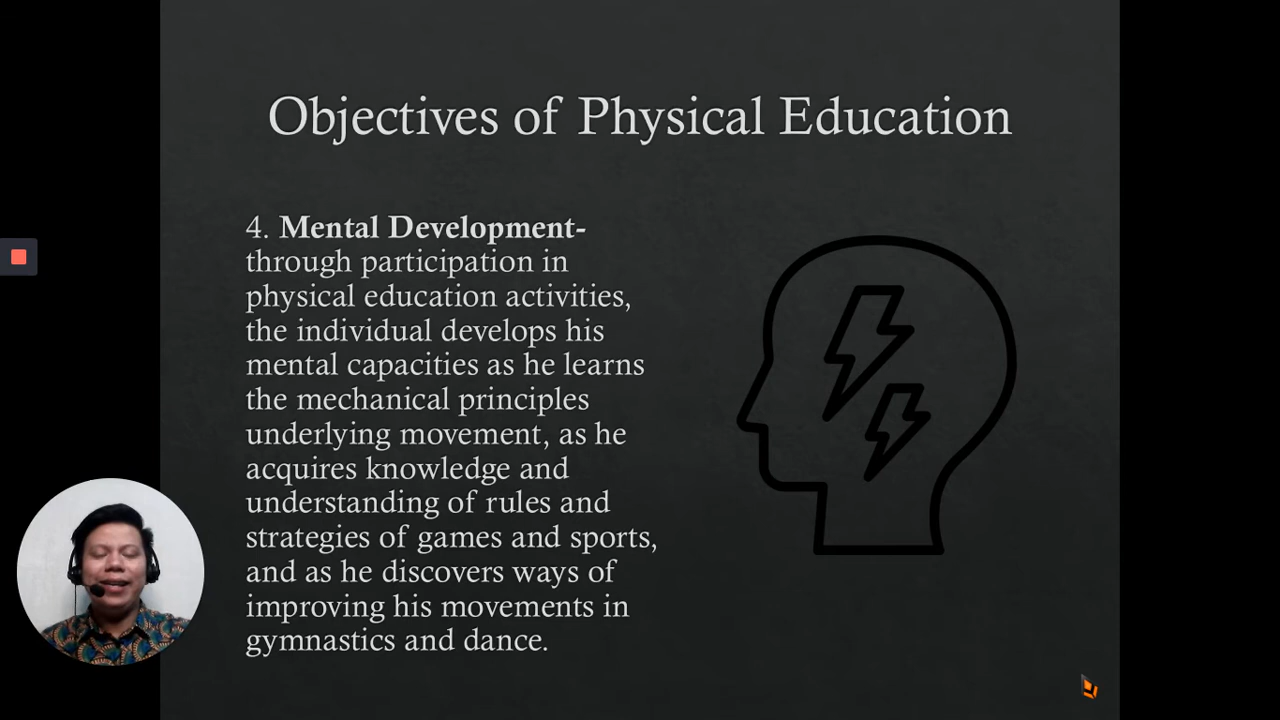 Objectives of Physical Education
4. Mental Development-
through participation in
physical education activities,
the individual develops his
mental capacities as he learns
the mechanical principles
underlying movement, as he
acquires knowledge and
understanding of rules and
strategies of games and sports,
and as he discovers ways of
improving his movements in
gymnastics and dance.